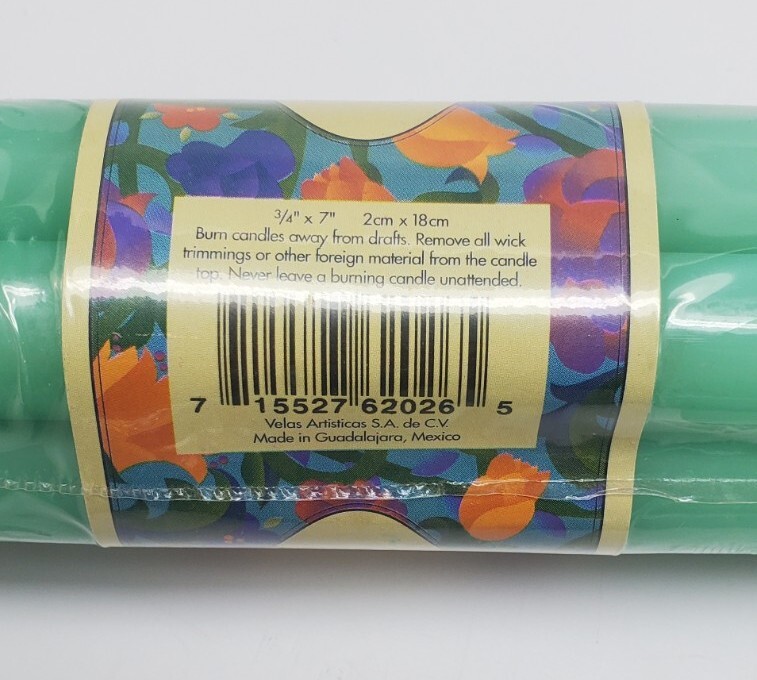 3/4" x 7" 2cm x 18cm
Burn candles away from drafts. Remove all wick
trimmings or other foreign material from the candle
top. Never leave a burning candle unattended.
7 15527 62026 5
Velas Artisticas S.A. de C.V.
Made in Guadalajara, Mexico